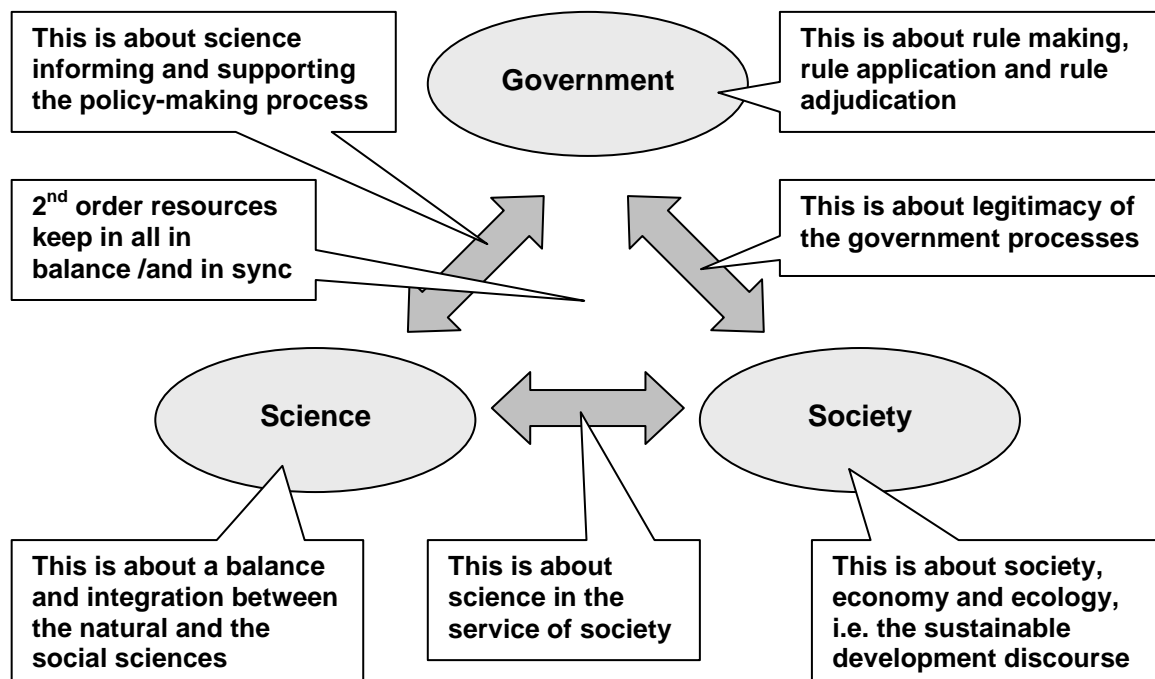 This is about science
informing and supporting
the policy-making process
Government
This is about rule making,
rule application and rule
adjudication
2nd order resources
keep in all in
balance /and in sync
This is about legitimacy of
the government processes
Science
Society
This is about a balance
and integration between
the natural and the
social sciences
This is about
science in the
service of society
This is about society,
economy and ecology,
i.e. the sustainable
development discourse